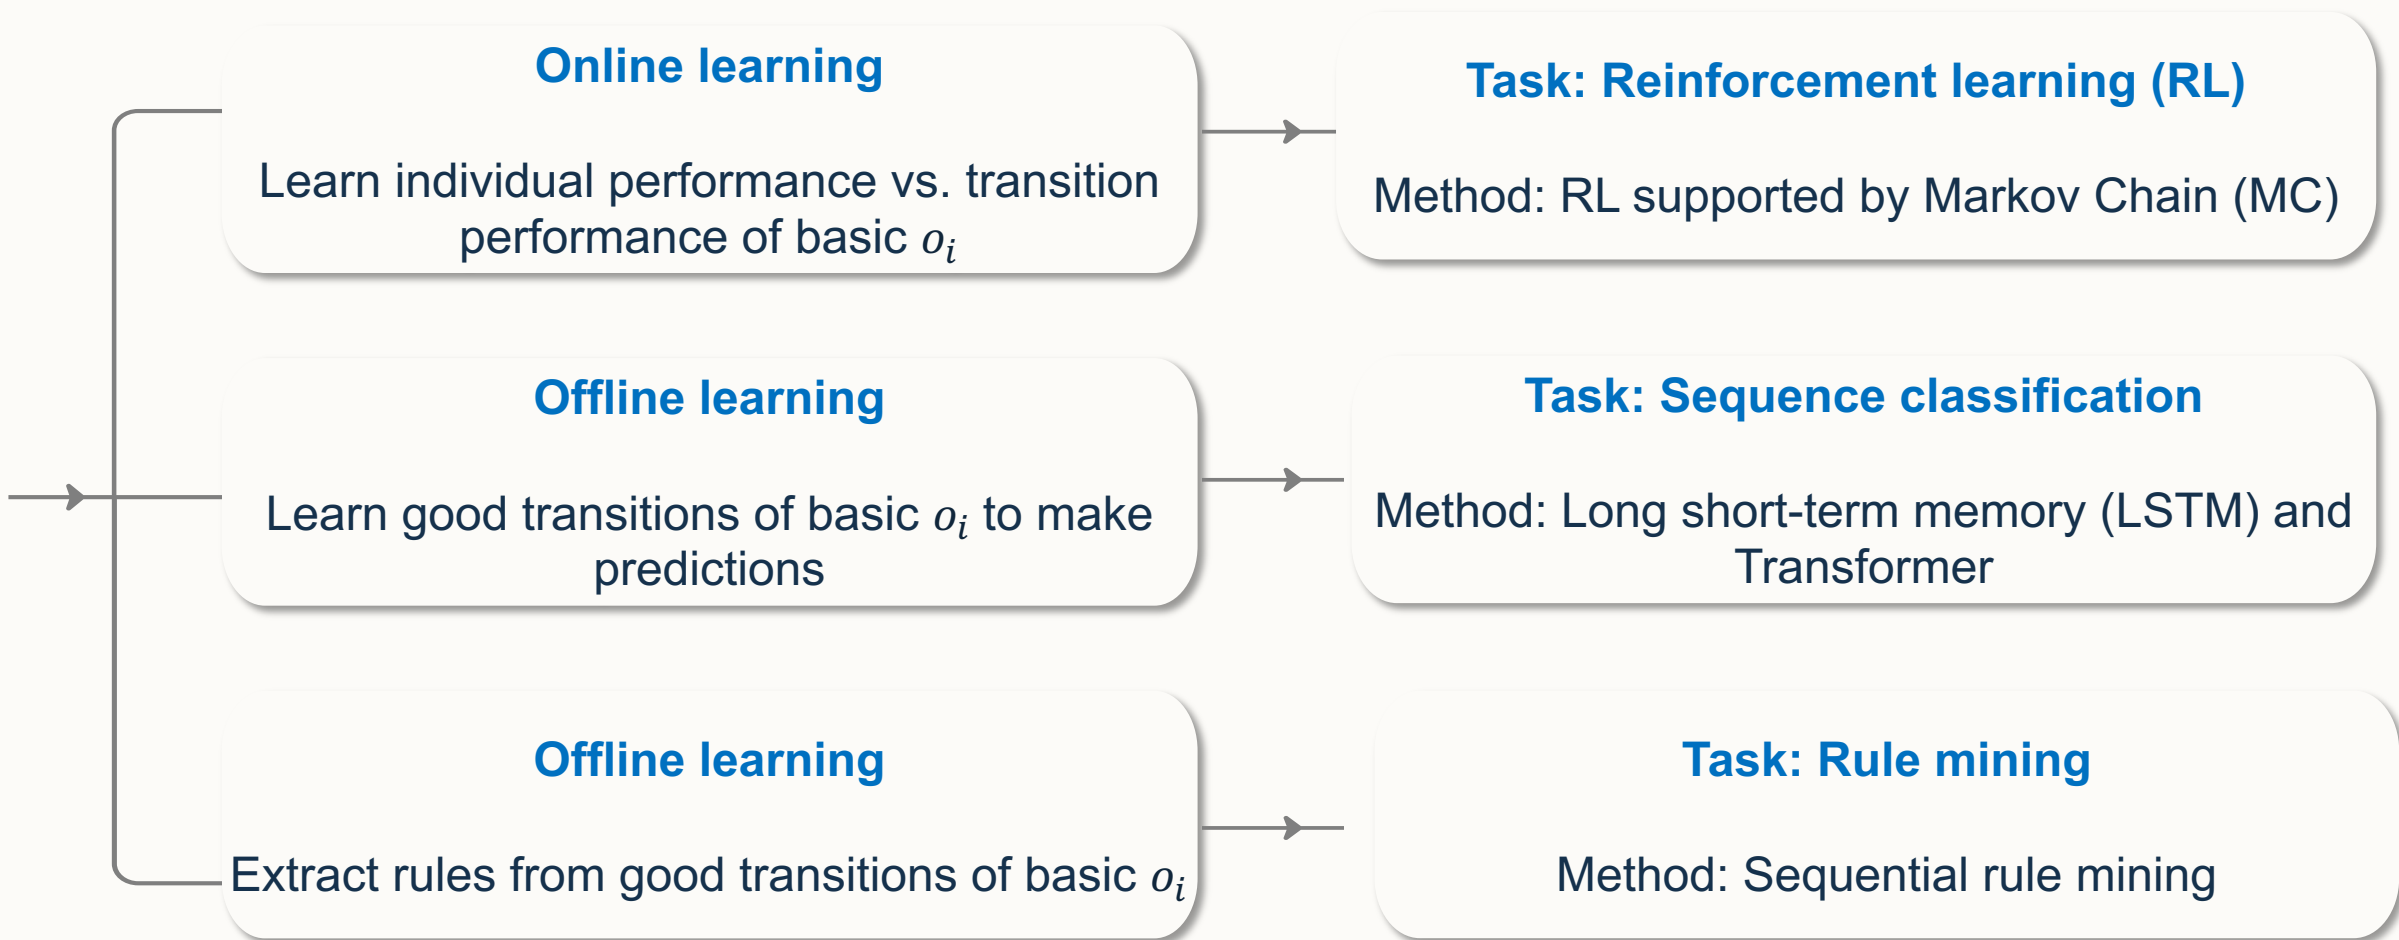 Online learning
Learn individual performance vs. transition
performance of basic oᵢ
Task: Reinforcement learning (RL)
Method: RL supported by Markov Chain (MC)
Offline learning
Learn good transitions of basic oᵢ to make
predictions
Task: Sequence classification
Method: Long short-term memory (LSTM) and
Transformer
Offline learning
Extract rules from good transitions of basic oᵢ
Task: Rule mining
Method: Sequential rule mining